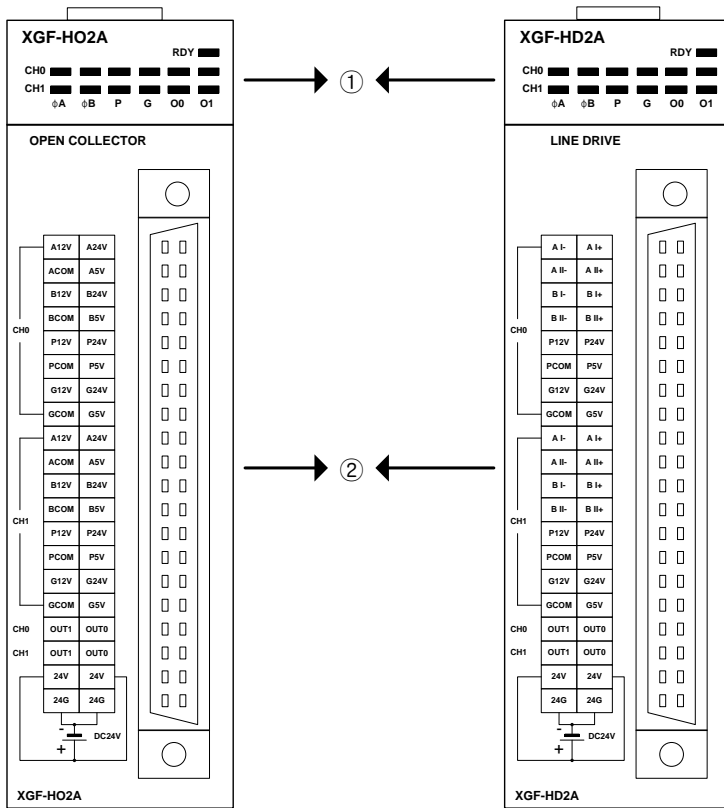 XGF-HO2A
RDY
CH0
CH1
ϕA ϕB P G O0 O1
OPEN COLLECTOR
CH0
A12V A24V
ACOM A5V
B12V B24V
BCOM B5V
P12V P24V
PCOM P5V
G12V G24V
GCOM G5V
CH1
A12V A24V
ACOM A5V
B12V B24V
BCOM B5V
P12V P24V
PCOM P5V
G12V G24V
GCOM G5V
CH0 OUT1 OUT0
CH1 OUT1 OUT0
24V 24V
24G 24G
- DC24V
+
XGF-HO2A
①
②
XGF-HD2A
RDY
CH0
CH1
ϕA ϕB P G O0 O1
LINE DRIVE
CH0
A I- A I+
A II- A II+
B I- B I+
B II- B II+
P12V P24V
PCOM P5V
G12V G24V
GCOM G5V
CH1
A I- A I+
A II- A II+
B I- B I+
B II- B II+
P12V P24V
PCOM P5V
G12V G24V
GCOM G5V
CH0 OUT1 OUT0
CH1 OUT1 OUT0
24V 24V
24G 24G
- DC24V
+
XGF-HD2A